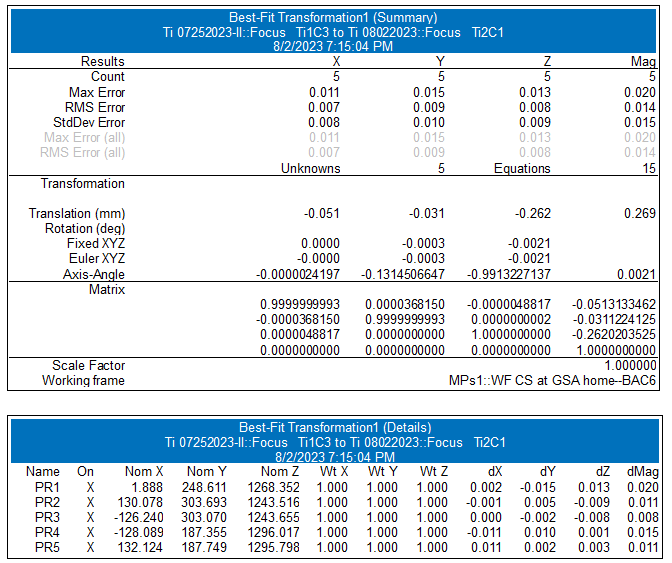 Best-Fit Transformation1 (Summary)
Ti 07252023-II::Focus Ti1C3 to Ti 08022023::Focus Ti2C1
8/2/2023 7:15:04 PM
Results X Y Z Mag
Count 5 5 5 5
Max Error 0.011 0.015 0.013 0.020
RMS Error 0.007 0.009 0.008 0.014
StdDev Error 0.008 0.010 0.009 0.015
Max Error (all) 0.011 0.015 0.013 0.020
RMS Error (all) 0.007 0.009 0.008 0.014
Unknowns 5 Equations 15
Transformation
Translation (mm) -0.051 -0.031 -0.262 0.269
Rotation (deg)
Fixed XYZ 0.0000 -0.0003 -0.0021
Euler XYZ -0.0000 -0.0003 -0.0021
Axis-Angle -0.0000024197 -0.1314506647 -0.9913227137 0.0021
Matrix
0.9999999993 0.0000368150 -0.0000048817 -0.0513133462
-0.0000368150 0.9999999993 0.0000000002 -0.0311224125
0.0000048817 0.0000000000 1.0000000000 -0.2620203525
0.0000000000 0.0000000000 0.0000000000 1.0000000000
Scale Factor 1.000000
Working frame MPs1::WF CS at GSA home--BAC6
Best-Fit Transformation1 (Details)
Ti 07252023-II::Focus Ti1C3 to Ti 08022023::Focus Ti2C1
8/2/2023 7:15:04 PM
Name On Nom X Nom Y Nom Z Wt X Wt Y Wt Z dX dY dZ dMag
PR1 X 1.888 248.611 1268.352 1.000 1.000 1.000 0.002 -0.015 0.013 0.020
PR2 X 130.078 303.693 1243.516 1.000 1.000 1.000 -0.001 0.005 -0.009 0.011
PR3 X -126.240 303.070 1243.655 1.000 1.000 1.000 0.000 -0.002 -0.008 0.008
PR4 X -128.089 187.355 1296.017 1.000 1.000 1.000 -0.011 0.010 0.001 0.015
PR5 X 132.124 187.749 1295.798 1.000 1.000 1.000 0.011 0.002 0.003 0.011